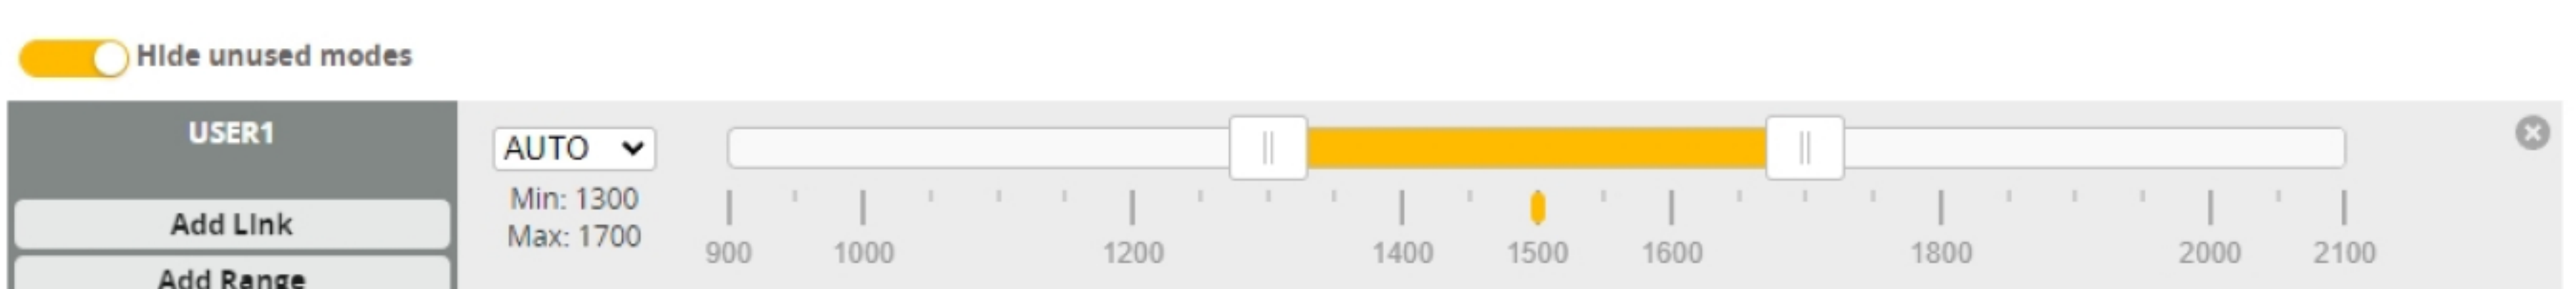 HIde unused modes
USER1
AUTO
Min: 1300
Max: 1700
900 1000 1200 1400 1500 1600 1800 2000 2100
Add LInk
Add Range